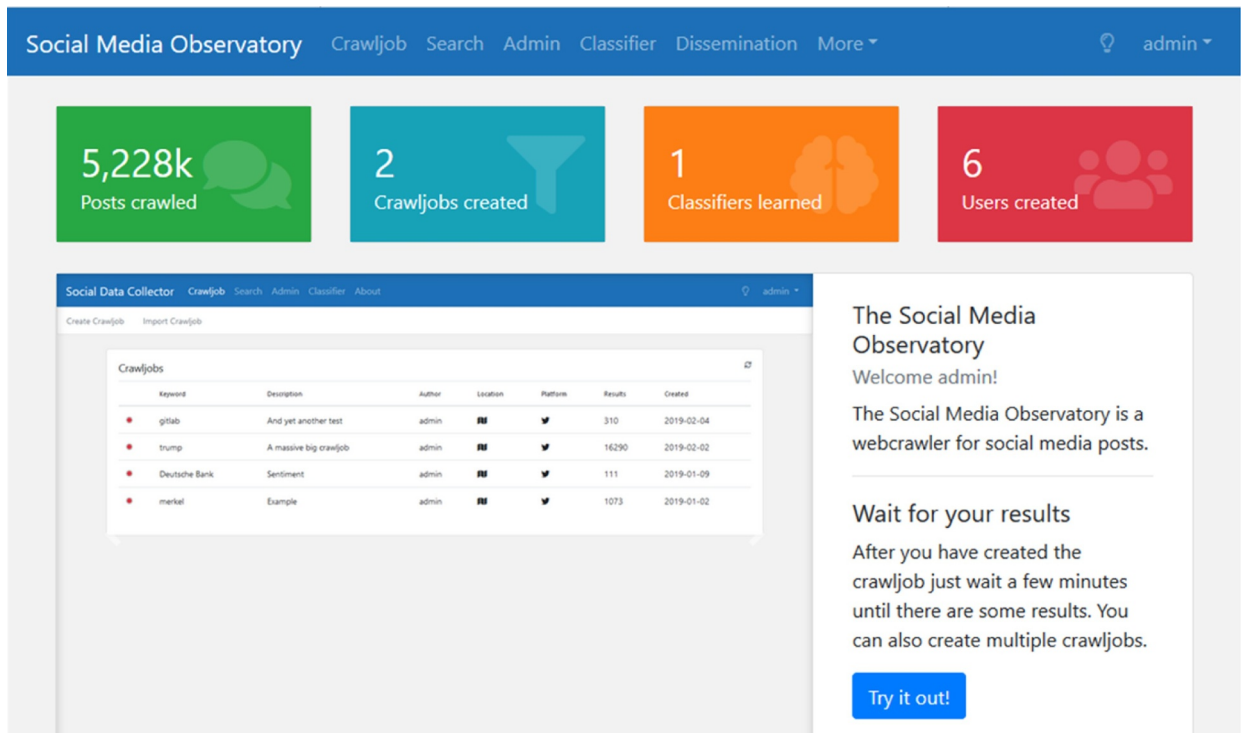 Social Media Observatory Crawljob Search Admin Classifier Dissemination More admin
5,228k
Posts crawled
2
Crawljobs created
1
Classifiers learned
6
Users created
Social Data Collector Crawljob Search Admin Classifier About admin
Create Crawljob Import Crawljob
Crawljobs
Keyword Description Author Location Platform Results Created
gitlab And yet another test admin 310 2019-02-04
trump A massive big crawljob admin 16290 2019-02-02
Deutsche Bank Sentiment admin 111 2019-01-09
merkel Example admin 1073 2019-01-02
The Social Media
Observatory
Welcome admin!
The Social Media Observatory is a
webcrawler for social media posts.
Wait for your results
After you have created the
crawljob just wait a few minutes
until there are some results. You
can also create multiple crawljobs.
Try it out!